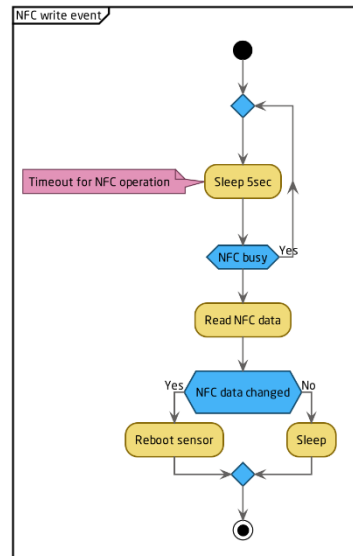 NFC write event
Timeout for NFC operation
Sleep 5sec
NFC busy
Yes
Read NFC data
Yes
NFC data changed
No
Reboot sensor
Sleep